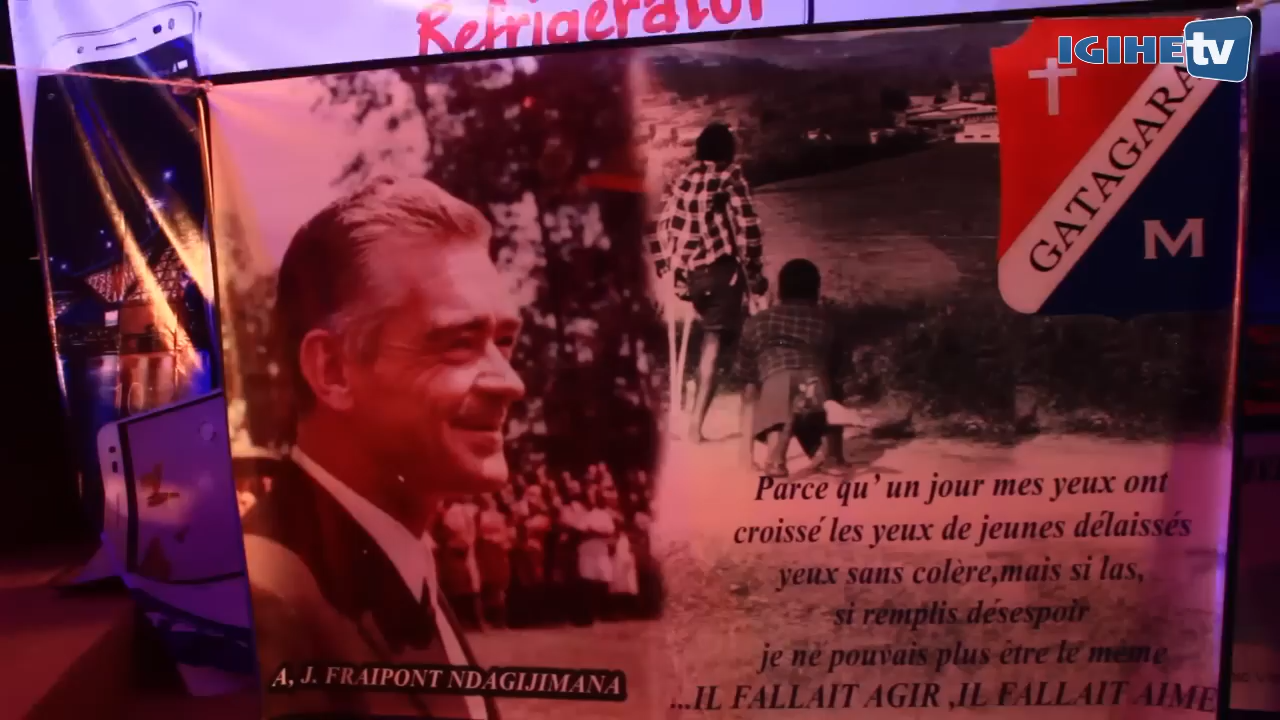 Refrigerator
IGIHE tv
GATAGARA
M
Parce qu'un jour mes yeux ont
croissé les yeux de jeunes délaissés
yeux sans colère,mais si las,
si remplis désespoir
je ne pouvais plus être le même
...IL FALLAIT AGIR ,IL FALLAIT AIME
A, J. FRAIPONT NDAGIJIMANA